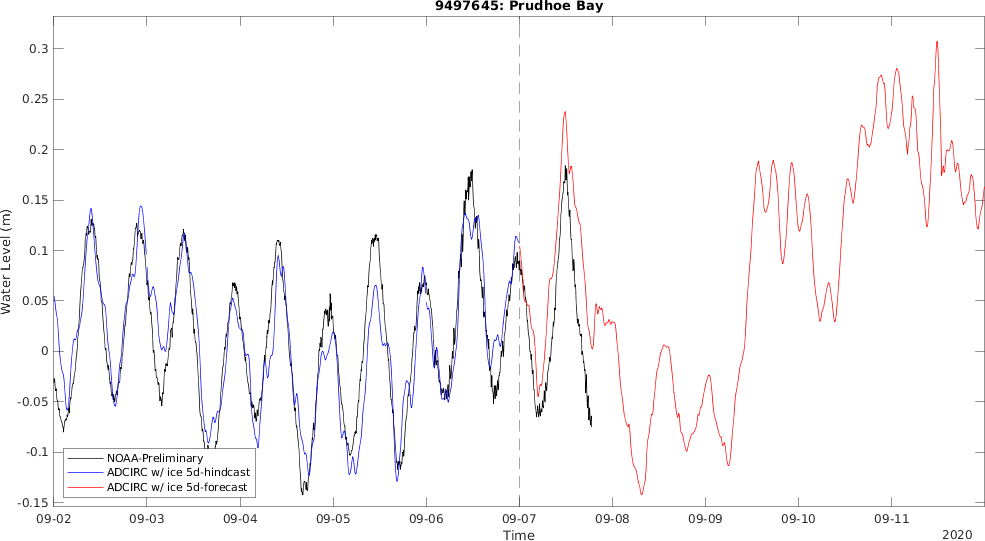 9497645: Prudhoe Bay
0.3
0.25
0.2
0.15
0.1
0.05
0
-0.05
-0.1
-0.15
Water Level (m)
NOAA-Preliminary
ADCIRC w/ ice 5d-hindcast
ADCIRC w/ ice 5d-forecast
09-02 09-03 09-04 09-05 09-06 09-07 09-08 09-09 09-10 09-11
Time
2020